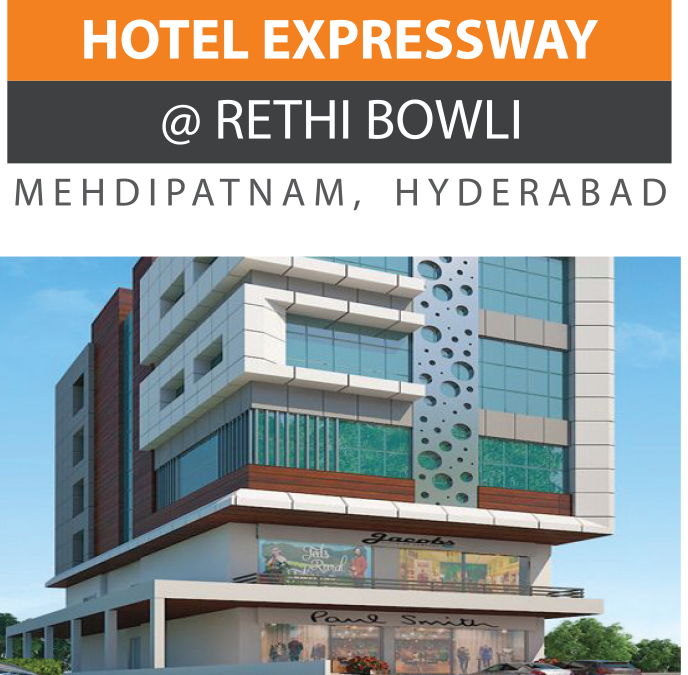 HOTEL EXPRESSWAY
@ RETHI BOWLI
MEHDIPATNAM, HYDERABAD
Jacobs
Paul Smith